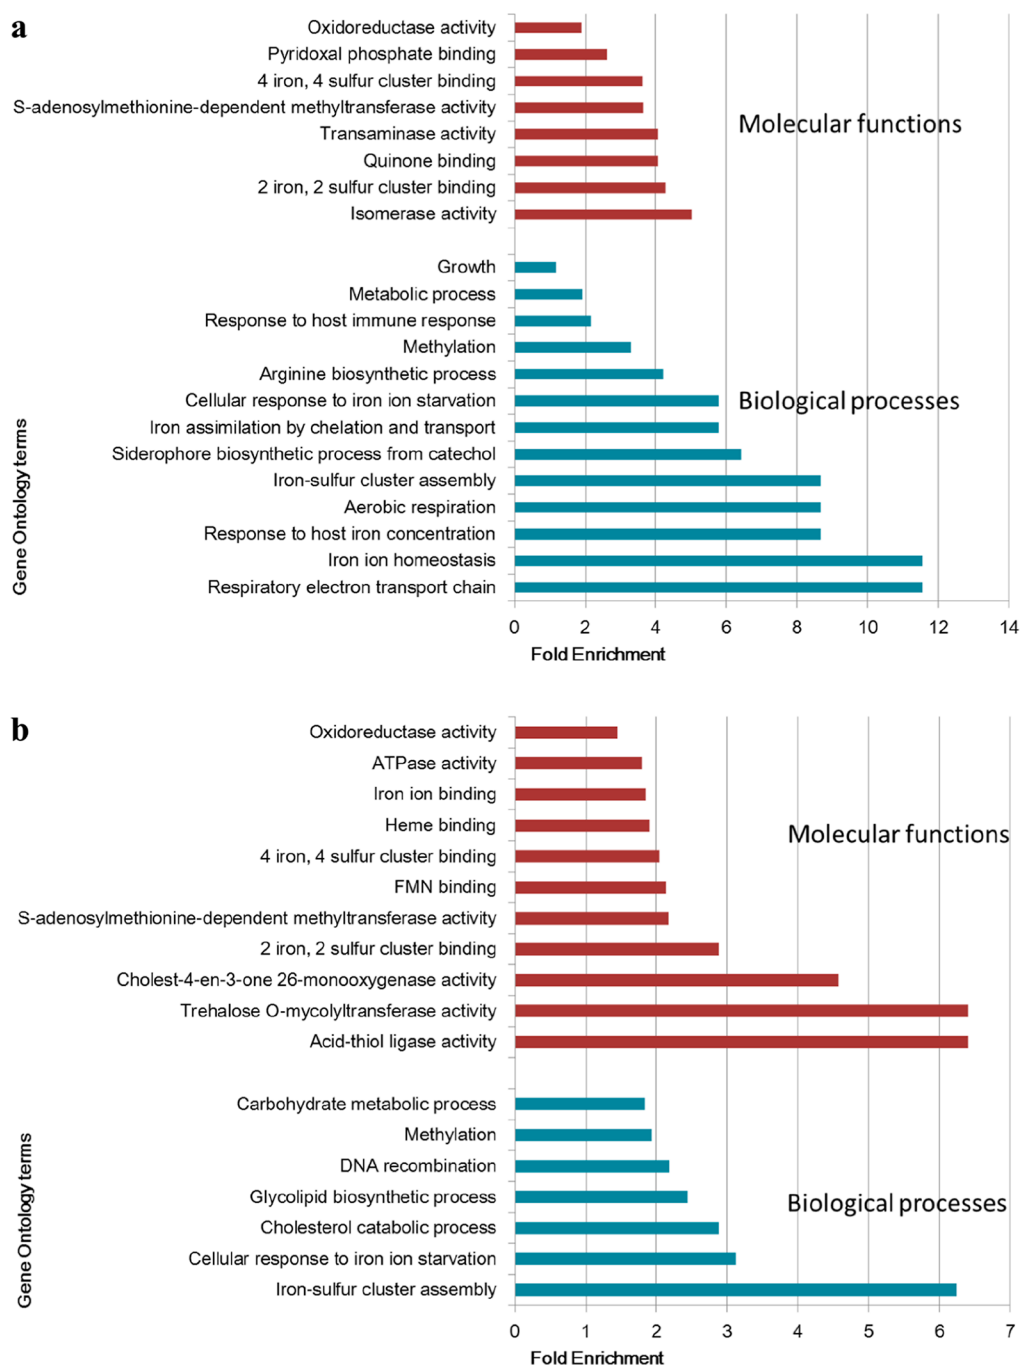 a
Oxidoreductase activity
Pyridoxal phosphate binding
4 iron, 4 sulfur cluster binding
S-adenosylmethionine-dependent methyltransferase activity
Transaminase activity
Quinone binding
2 iron, 2 sulfur cluster binding
Isomerase activity
Molecular functions
Growth
Metabolic process
Response to host immune response
Methylation
Arginine biosynthetic process
Cellular response to iron ion starvation
Iron assimilation by chelation and transport
Siderophore biosynthetic process from catechol
Iron-sulfur cluster assembly
Aerobic respiration
Response to host iron concentration
Iron ion homeostasis
Respiratory electron transport chain
Biological processes
Gene Ontology terms
0 2 4 6 8 10 12 14
Fold Enrichment
b
Oxidoreductase activity
ATPase activity
Iron ion binding
Heme binding
4 iron, 4 sulfur cluster binding
FMN binding
S-adenosylmethionine-dependent methyltransferase activity
2 iron, 2 sulfur cluster binding
Cholest-4-en-3-one 26-monooxygenase activity
Trehalose O-mycolyltransferase activity
Acid-thiol ligase activity
Molecular functions
Carbohydrate metabolic process
Methylation
DNA recombination
Glycolipid biosynthetic process
Cholesterol catabolic process
Cellular response to iron ion starvation
Iron-sulfur cluster assembly
Biological processes
Gene Ontology terms
0 1 2 3 4 5 6 7
Fold Enrichment